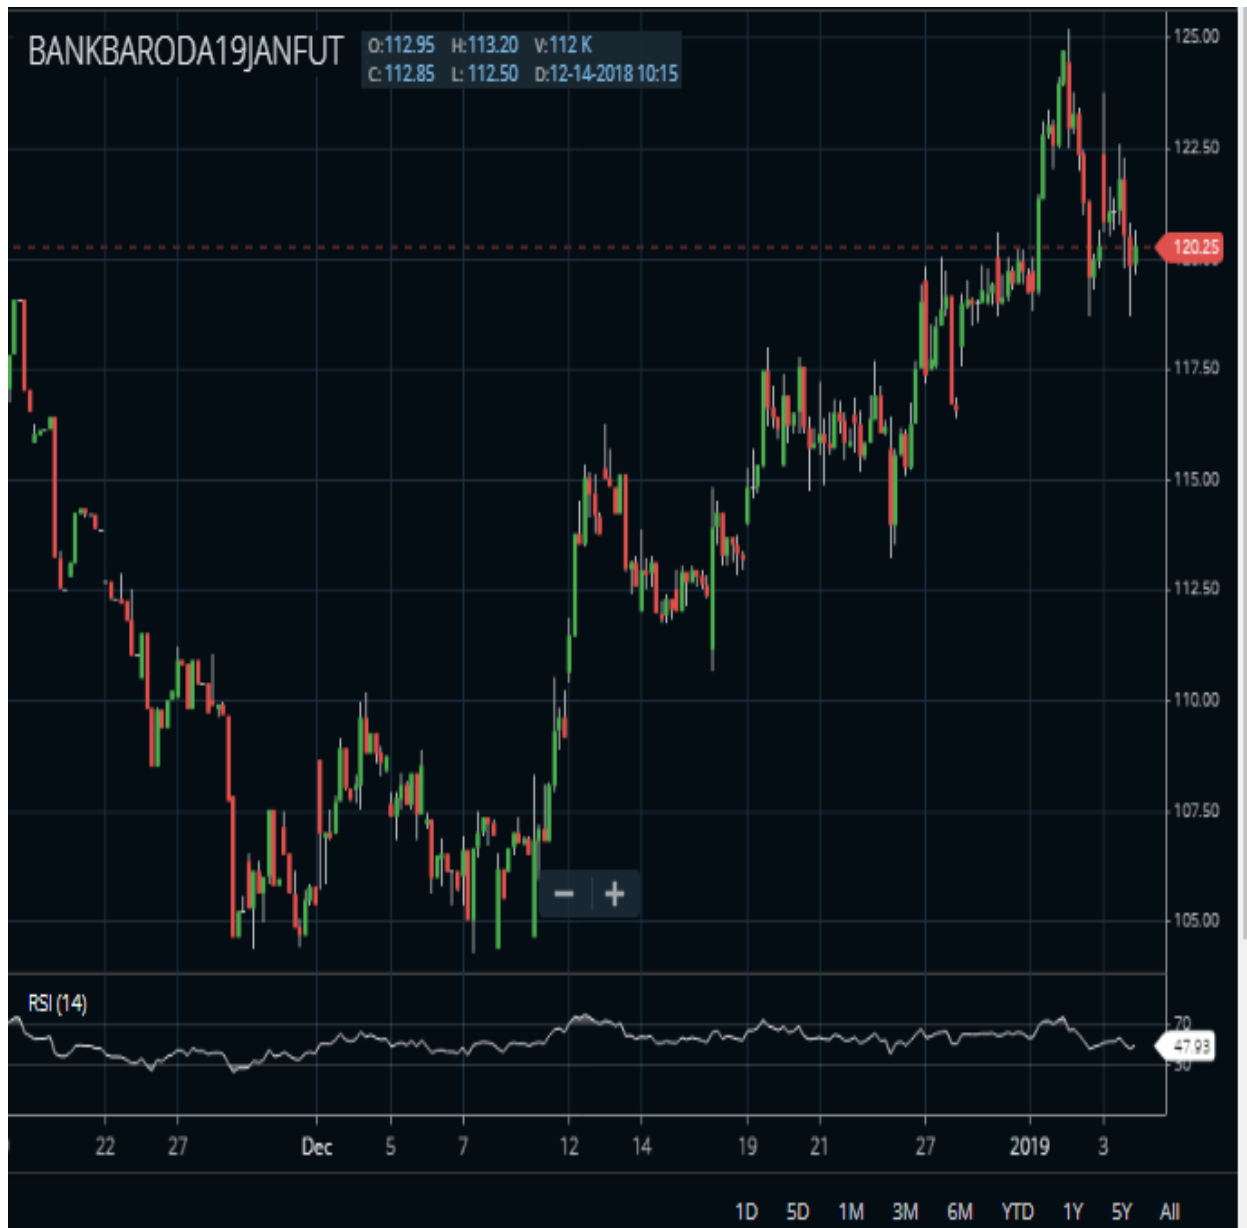 BANKBARODA19JANFUT
O:112.95 H:113.20 V:112 K
C:112.85 L: 112.50 D:12-14-2018 10:15
125.00
122.50
120.25
117.50
115.00
112.50
110.00
107.50
105.00
RSI (14)
70
47.93
22 27 Dec 5 7 12 14 19 21 27 2019 3
1D 5D 1M 3M 6M YTD 1Y 5Y All